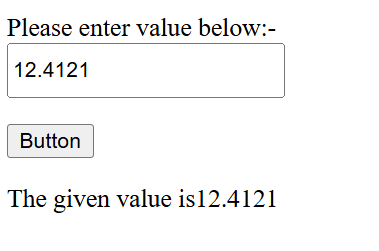 Please enter value below:-
12.4121
Button
The given value is12.4121